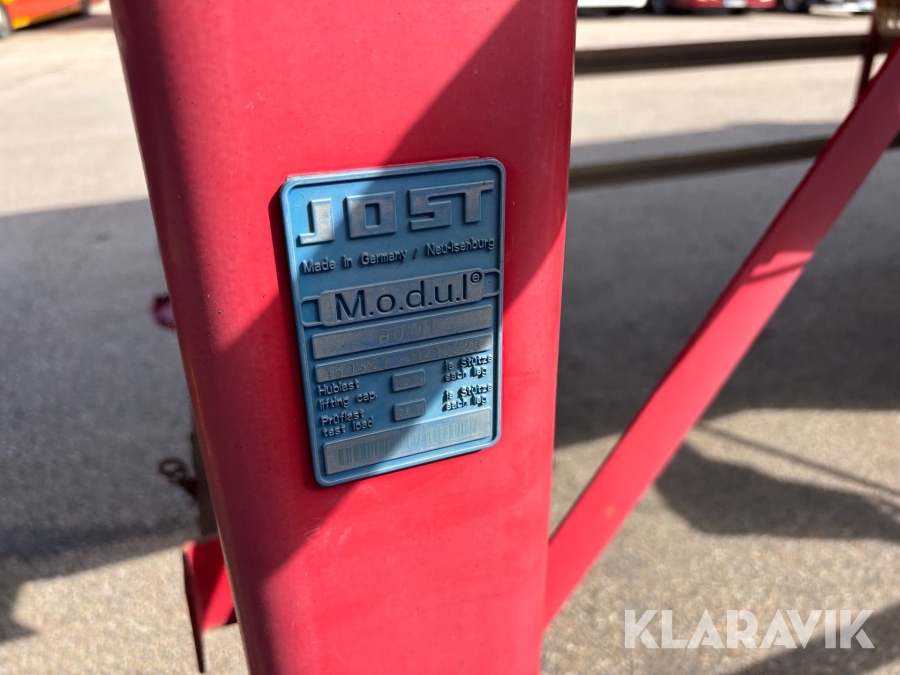 JOST
Made in Germany / Neu-Isenburg
M.o.d.u.l®
Hublast je Stütze
lifting cap. each leg
Prüflast je Stütze
test load each leg
KLARAVIK